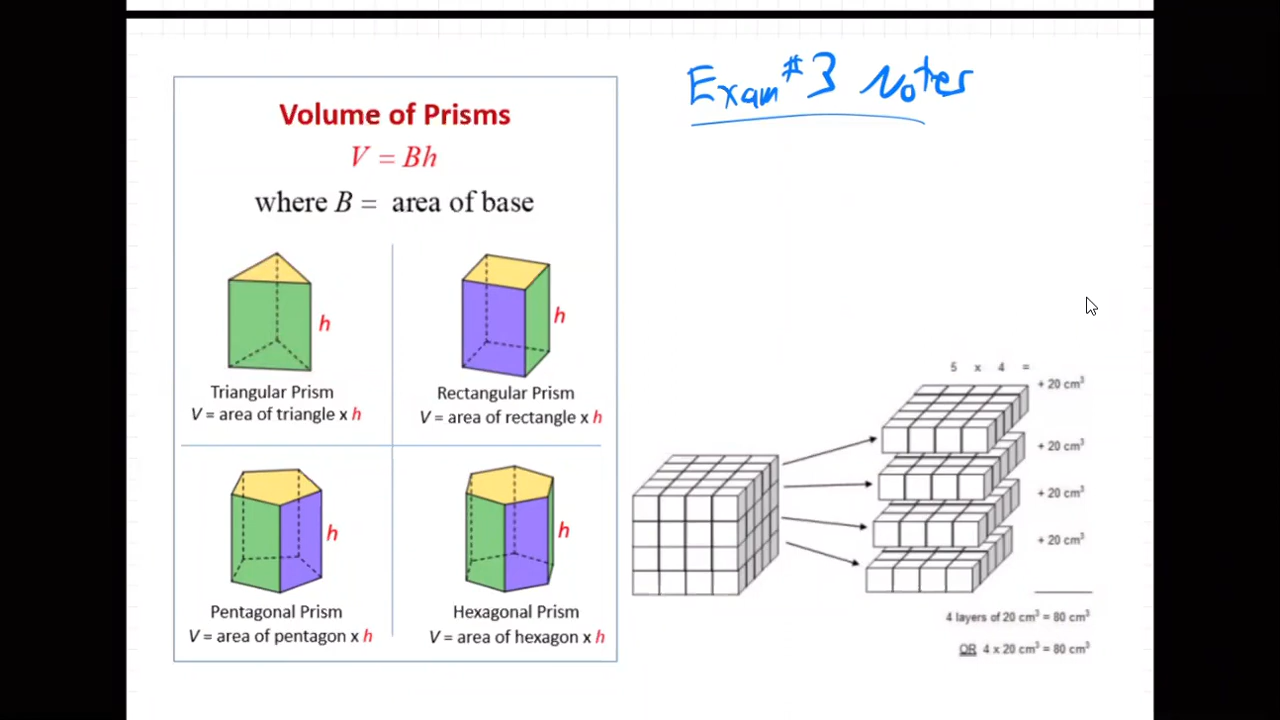 Exam #3 Notes
Volume of Prisms
V = Bh
where B = area of base
h
h
Triangular Prism
V = area of triangle x h
Rectangular Prism
V = area of rectangle x h
h
h
Pentagonal Prism
V = area of pentagon x h
Hexagonal Prism
V = area of hexagon x h
5 x 4 =
+ 20 cm³
+ 20 cm³
+ 20 cm³
+ 20 cm³
4 layers of 20 cm³ = 80 cm³
OR 4 x 20 cm³ = 80 cm³